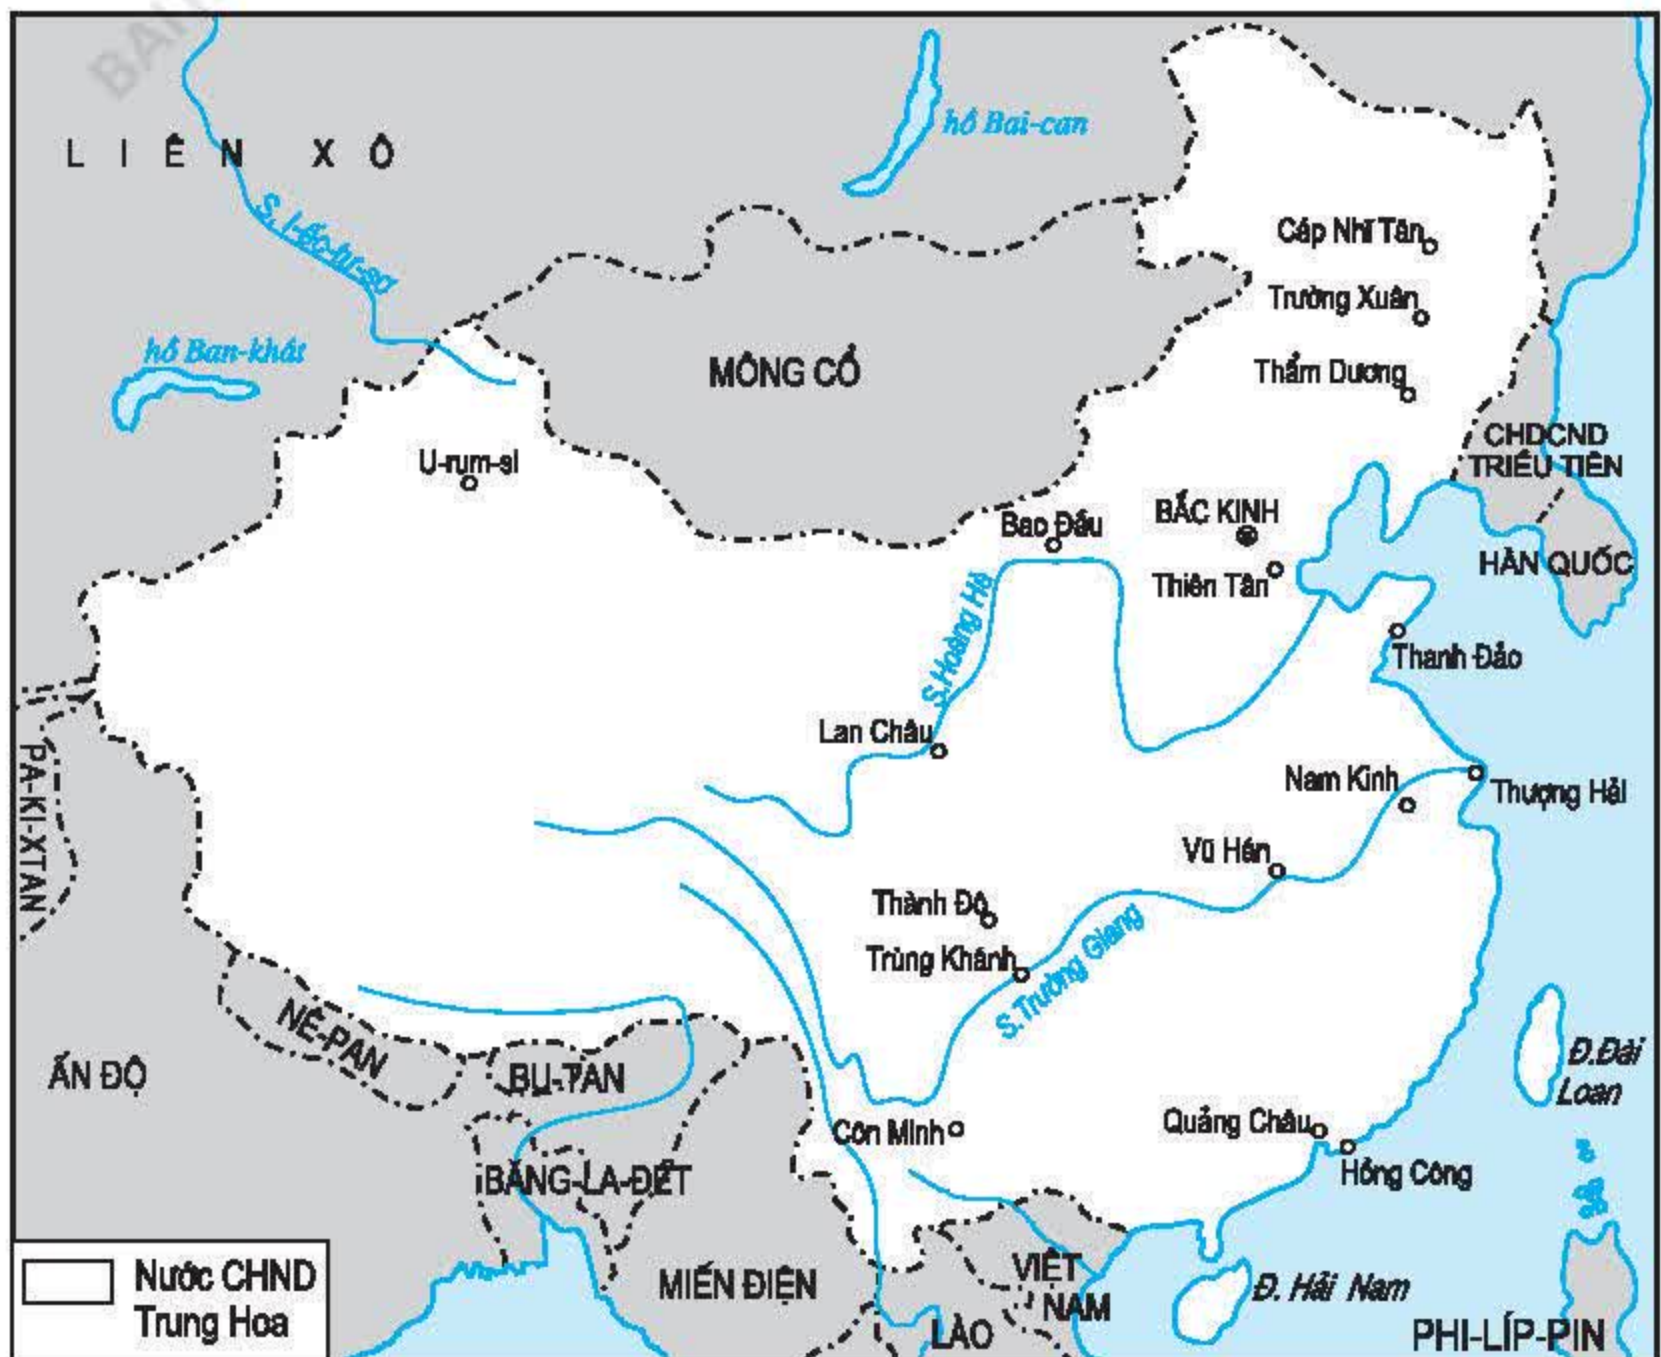 BAI
LIÊN XÔ
hồ Bai-can
S. I-ếc-tư-sơ
Cáp Nhĩ Tân
Trường Xuân
hồ Ban-khát
MÔNG CỔ
Thẩm Dương
CHDCND
TRIỀU TIÊN
U-rum-si
Bao Đầu
BẮC KINH
HÀN QUỐC
Thiên Tân
S.Hoàng Hà
Thanh Đảo
Lan Châu
PA-KI-XTAN
Nam Kinh
Thượng Hải
Vũ Hán
Thành Đô
Trùng Khánh
S.Trường Giang
NÊ-PAN
ẤN ĐỘ
BU-TAN
Đ.Đài
Loan
Côn Minh
Quảng Châu
Hồng Công
BĂNG-LA-ĐÉT
VIỆT
NAM
MIẾN ĐIỆN
Đ. Hải Nam
LÀO
PHI-LÍP-PIN
Nước CHND
Trung Hoa